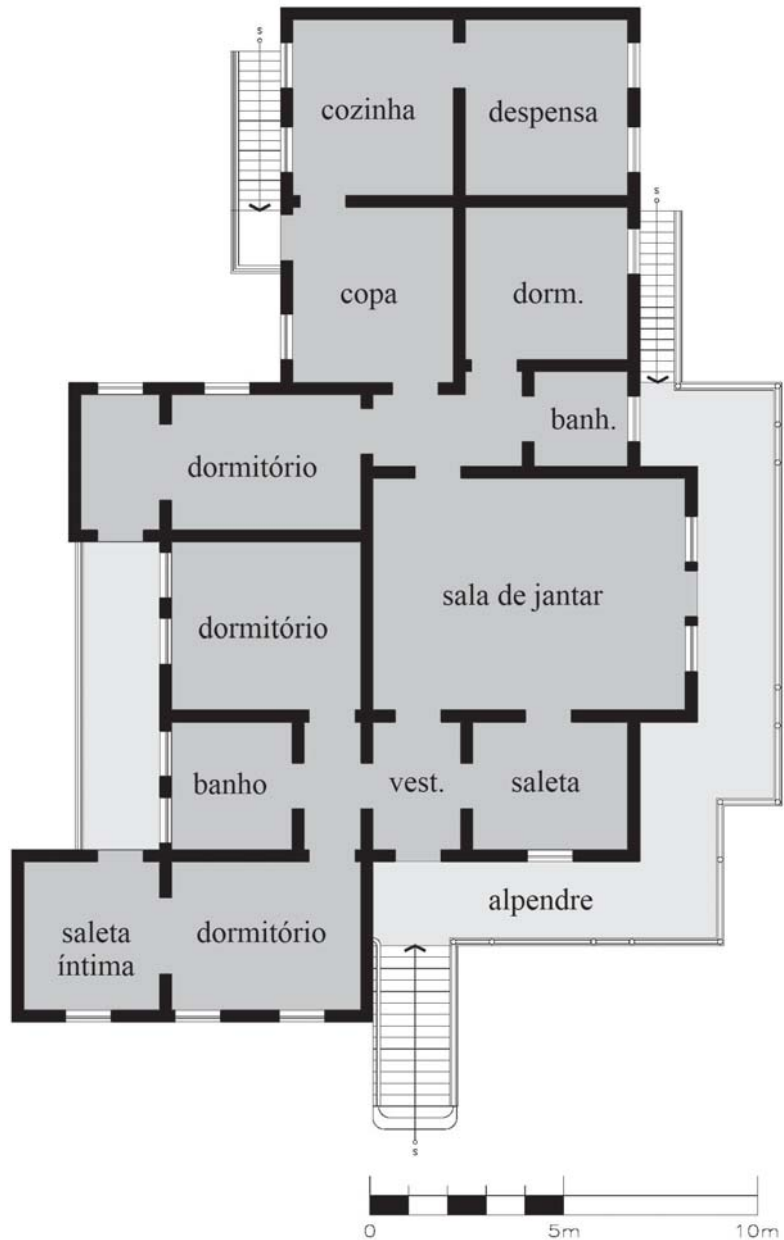 s
cozinha
despensa
s
copa
dorm.
banh.
dormitório
sala de jantar
dormitório
banho
vest.
saleta
alpendre
saleta
íntima
dormitório
s
0
5m
10m